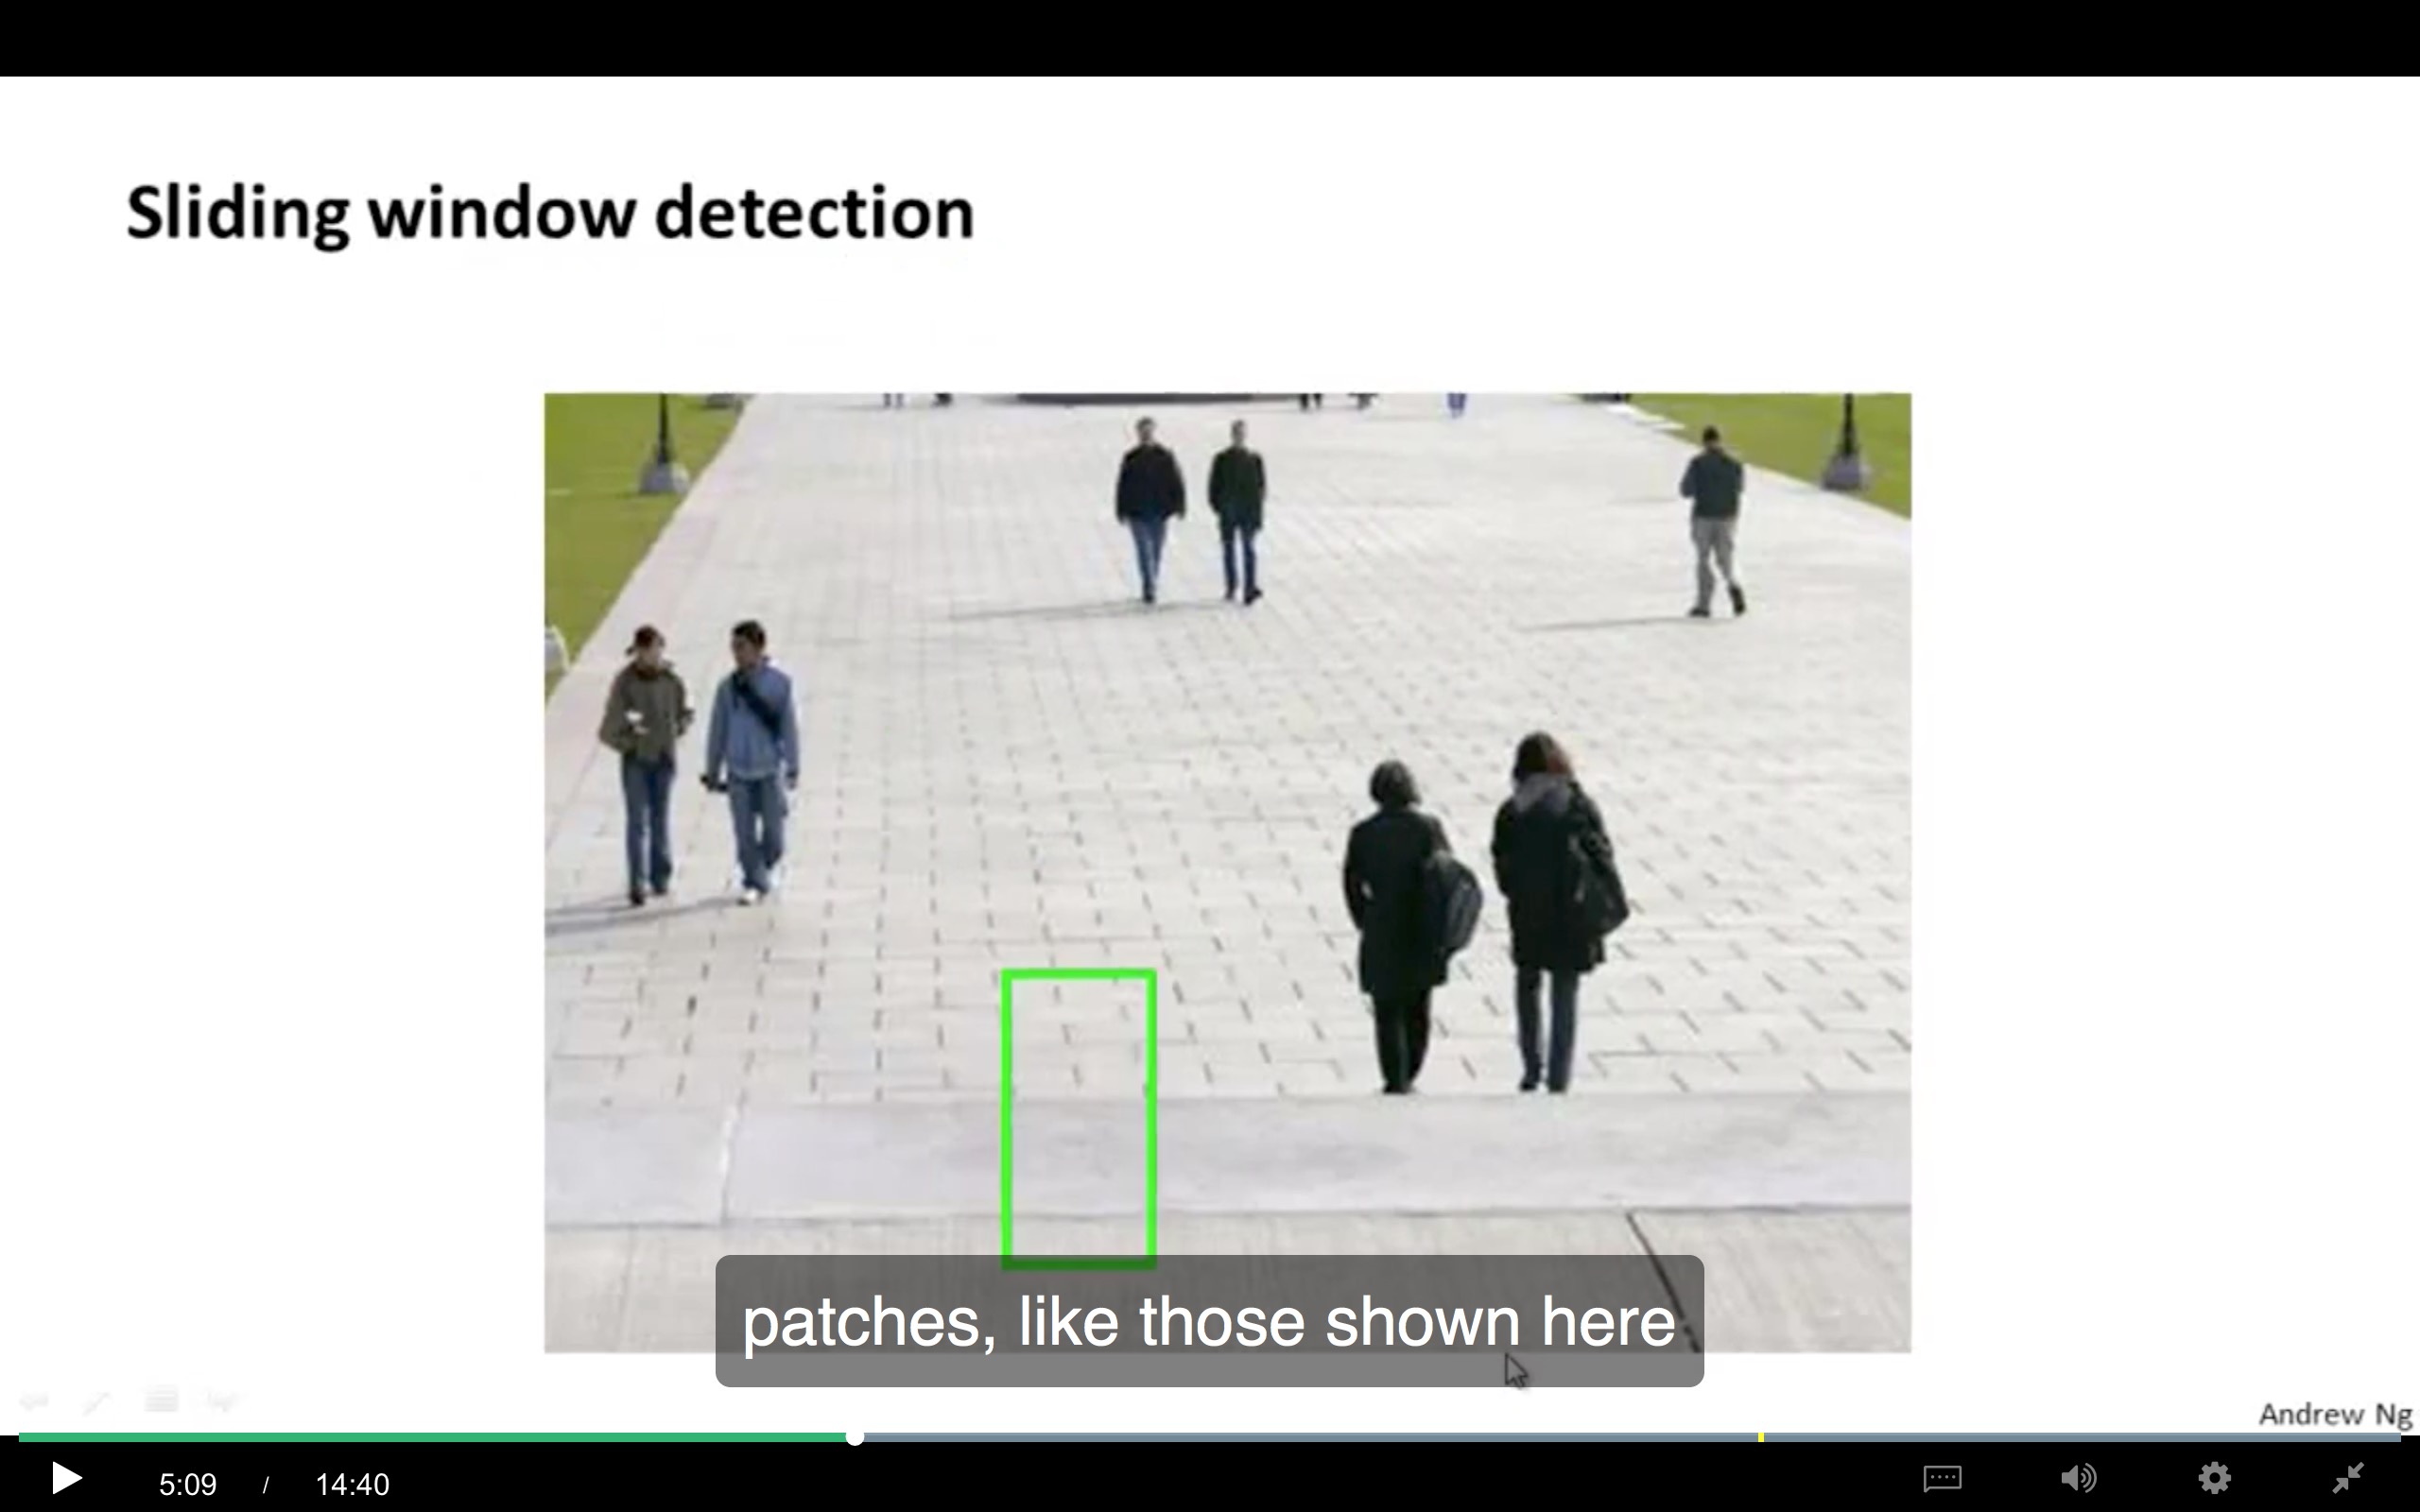 Sliding window detection
patches, like those shown here
Andrew Ng
5:09 / 14:40